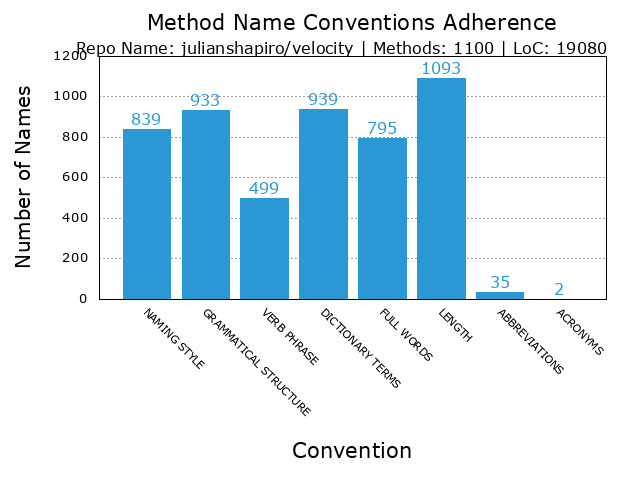 Method Name Conventions Adherence
Repo Name: julianshapiro/velocity | Methods: 1100 | LoC: 19080
Number of Names
1200
1000
800
600
400
200
0
839
933
499
939
795
1093
35
2
NAMING STYLE
GRAMMATICAL STRUCTURE
VERB PHRASE
DICTIONARY TERMS
FULL WORDS
LENGTH
ABBREVIATIONS
ACRONYMS
Convention